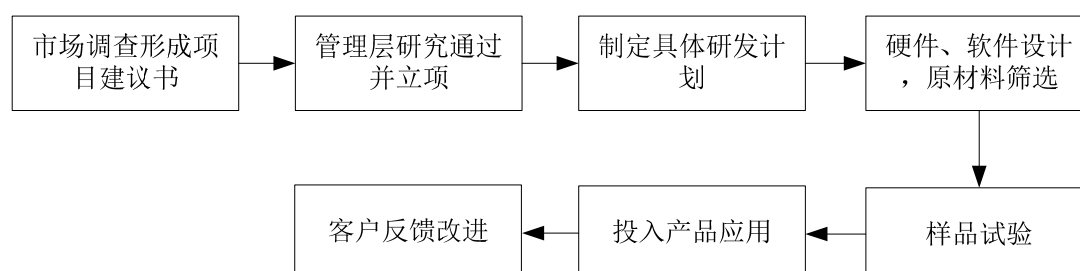 市场调查形成项
目建议书
管理层研究通过
并立项
制定具体研发计
划
硬件、软件设计
，原材料筛选
样品试验
投入产品应用
客户反馈改进